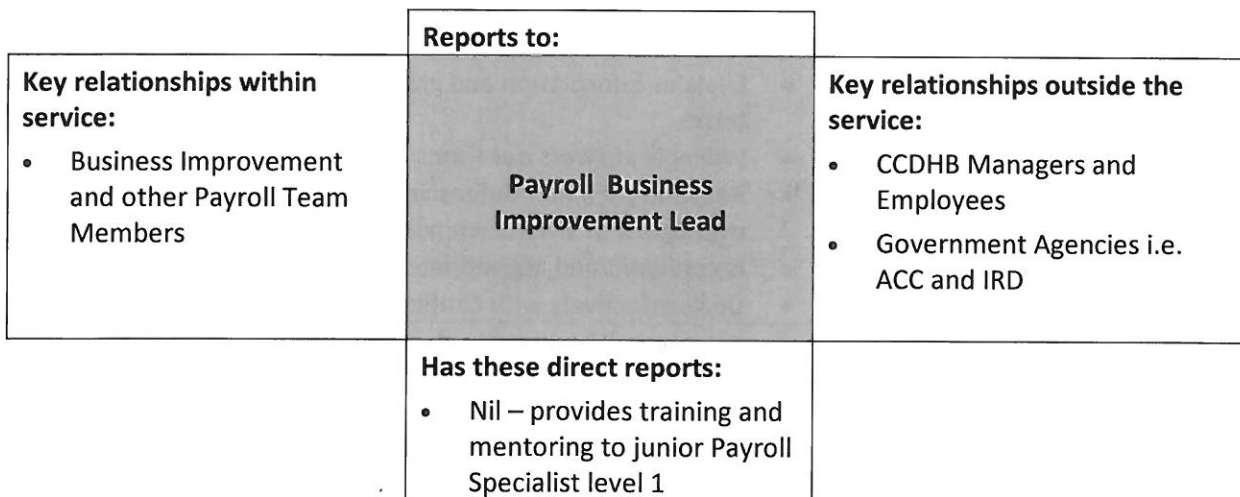 Reports to:
Key relationships within
service:
• Business Improvement
and other Payroll Team
Members
Payroll Business
Improvement Lead
Key relationships outside the
service:
• CCDHB Managers and
Employees
• Government Agencies i.e.
ACC and IRD
Has these direct reports:
• Nil – provides training and
mentoring to junior Payroll
Specialist level 1